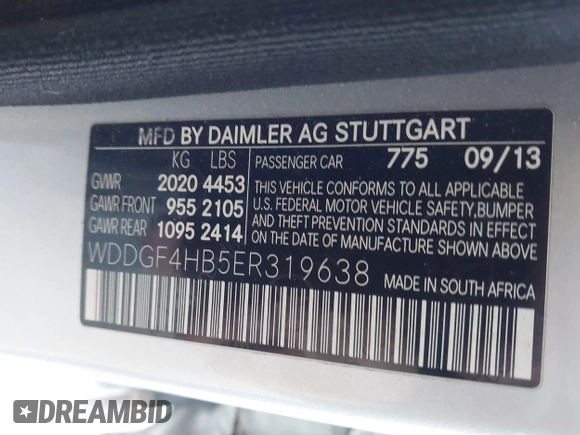 MFD BY DAIMLER AG STUTTGART
KG LBS
GVWR 2020 4453
GAWR FRONT 955 2105
GAWR REAR 1095 2414
PASSENGER CAR 775 09/13
THIS VEHICLE CONFORMS TO ALL APPLICABLE
U.S. FEDERAL MOTOR VEHICLE SAFETY, BUMPER
AND THEFT PREVENTION STANDARDS IN EFFECT
ON THE DATE OF MANUFACTURE SHOWN ABOVE.
WDDGF4HB5ER319638
MADE IN SOUTH AFRICA
DREAMBID